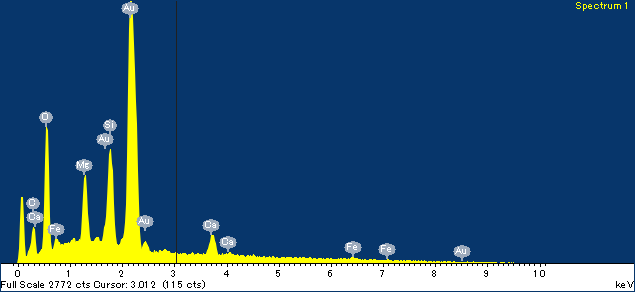 Spectrum 1
Au
O
Si
Au
Mg
C
Ca
Fe
Au
Ca
Ca
Fe
Fe
Au
0 1 2 3 4 5 6 7 8 9 10
Full Scale 2772 cts Cursor: 3.012 (115 cts) keV